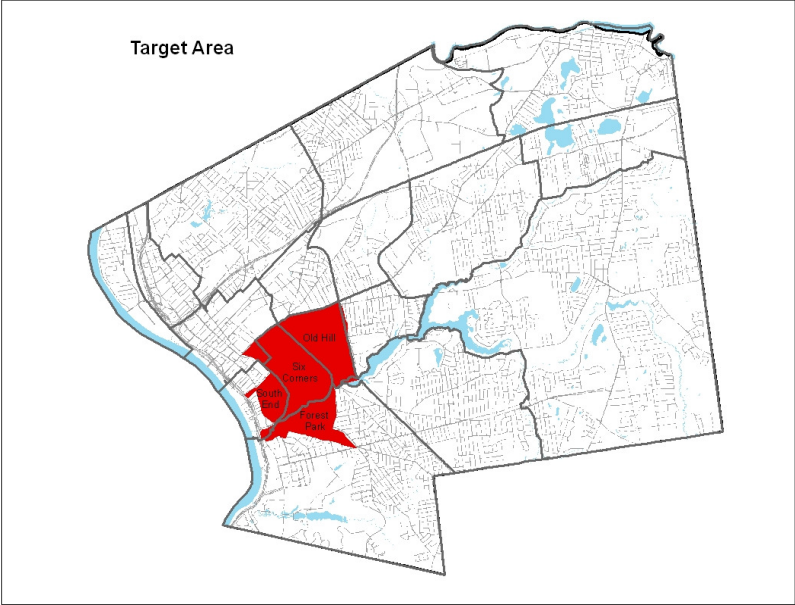 Target Area
Old Hill
Six
Corners
South
End
Forest
Park